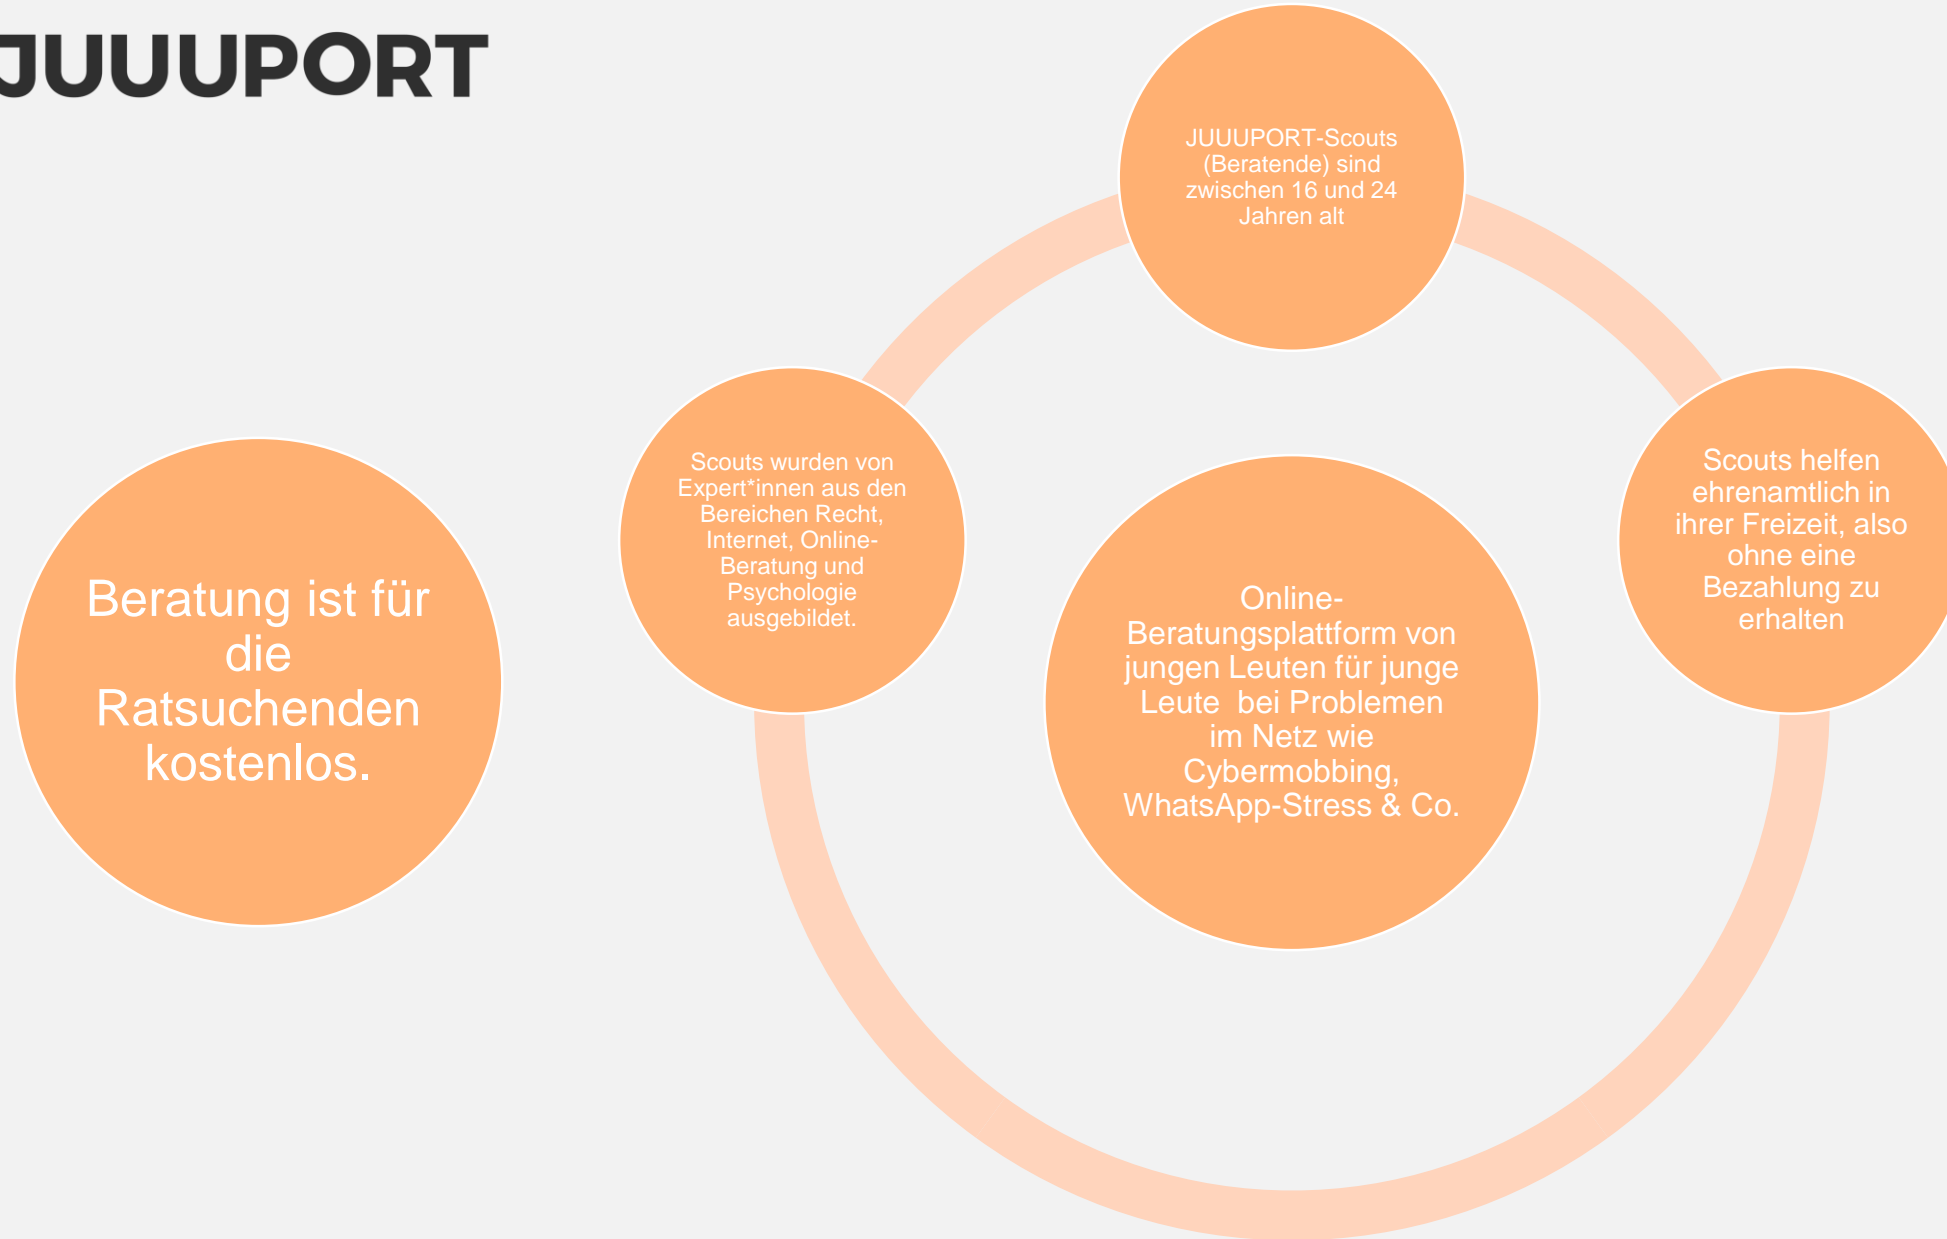 JUUUPORT
JUUUPORT-Scouts
(Beratende) sind
zwischen 16 und 24
Jahren alt
Scouts wurden von
Expert*innen aus den
Bereichen Recht,
Internet, Online-
Beratung und
Psychologie
ausgebildet.
Scouts helfen
ehrenamtlich in
ihrer Freizeit, also
ohne eine
Bezahlung zu
erhalten
Beratung ist für
die
Ratsuchenden
kostenlos.
Online-
Beratungsplattform von
jungen Leuten für junge
Leute  bei Problemen
im Netz wie
Cybermobbing,
WhatsApp-Stress & Co.